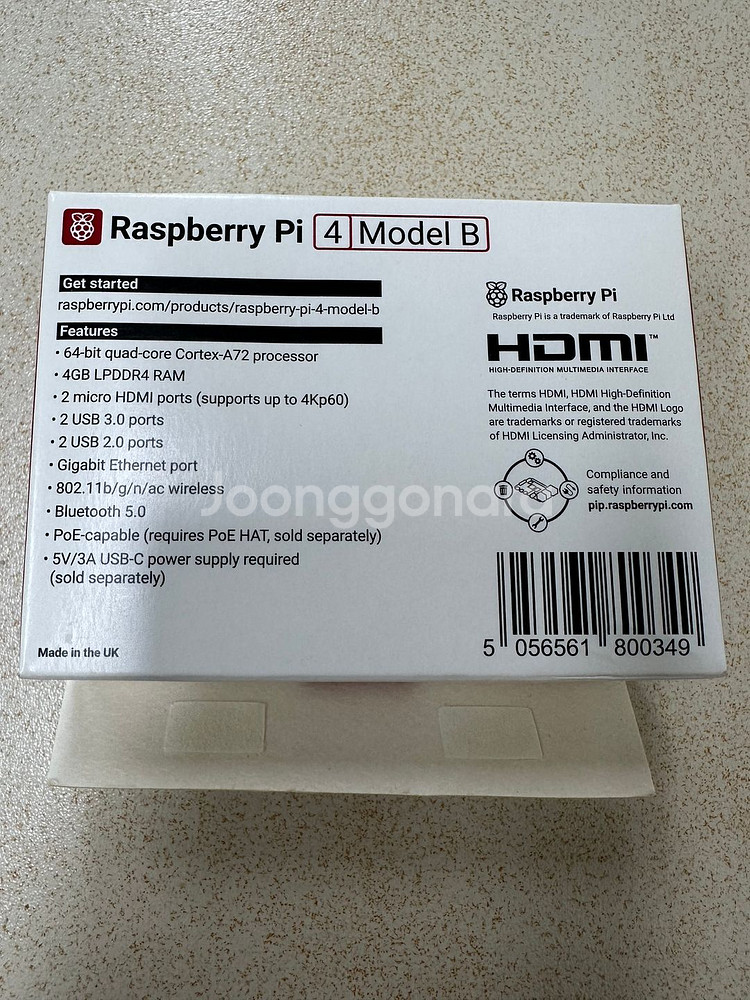 Raspberry Pi 4 Model B
Get started
raspberrypi.com/products/raspberry-pi-4-model-b
Features
• 64-bit quad-core Cortex-A72 processor
• 4GB LPDDR4 RAM
• 2 micro HDMI ports (supports up to 4Kp60)
• 2 USB 3.0 ports
• 2 USB 2.0 ports
• Gigabit Ethernet port
• 802.11b/g/n/ac wireless
• Bluetooth 5.0
• PoE-capable (requires PoE HAT, sold separately)
• 5V/3A USB-C power supply required
(sold separately)
Made in the UK
Raspberry Pi
Raspberry Pi is a trademark of Raspberry Pi Ltd
HDMI™
HIGH-DEFINITION MULTIMEDIA INTERFACE
The terms HDMI, HDMI High-Definition
Multimedia Interface, and the HDMI Logo
are trademarks or registered trademarks
of HDMI Licensing Administrator, Inc.
Compliance and
safety information
pip.raspberrypi.com
5 056561 800349
Joonggonara